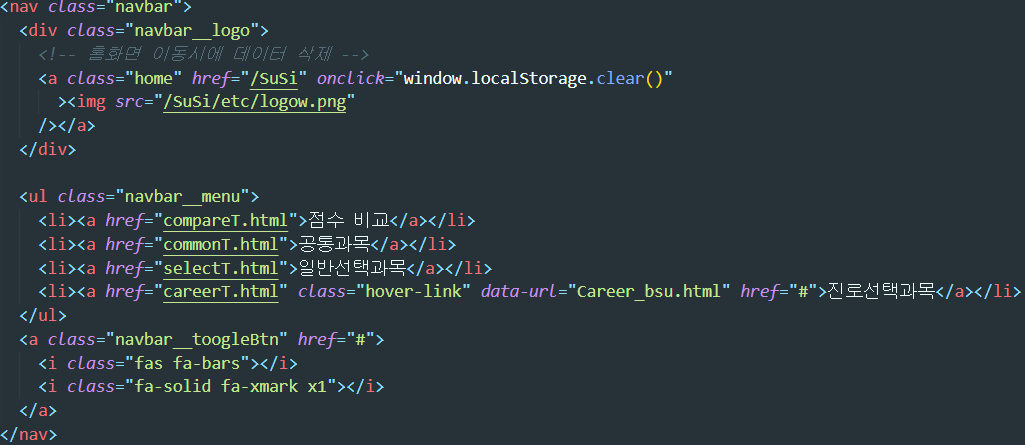 <nav class="navbar">
<div class="navbar__logo">
<!-- 홈화면 이동시에 데이터 삭제 -->
<a class="home" href="/SuSi" onclick="window.localStorage.clear()"
><img src="/SuSi/etc/logow.png"
/></a>
</div>
<ul class="navbar__menu">
<li><a href="compareT.html">점수 비교</a></li>
<li><a href="commonT.html">공통과목</a></li>
<li><a href="selectT.html">일반선택과목</a></li>
<li><a href="careerT.html" class="hover-link" data-url="Career_bsu.html" href="#">진로선택과목</a></li>
</ul>
<a class="navbar__toogleBtn" href="#">
<i class="fas fa-bars"></i>
<i class="fa-solid fa-xmark x1"></i>
</a>
</nav>